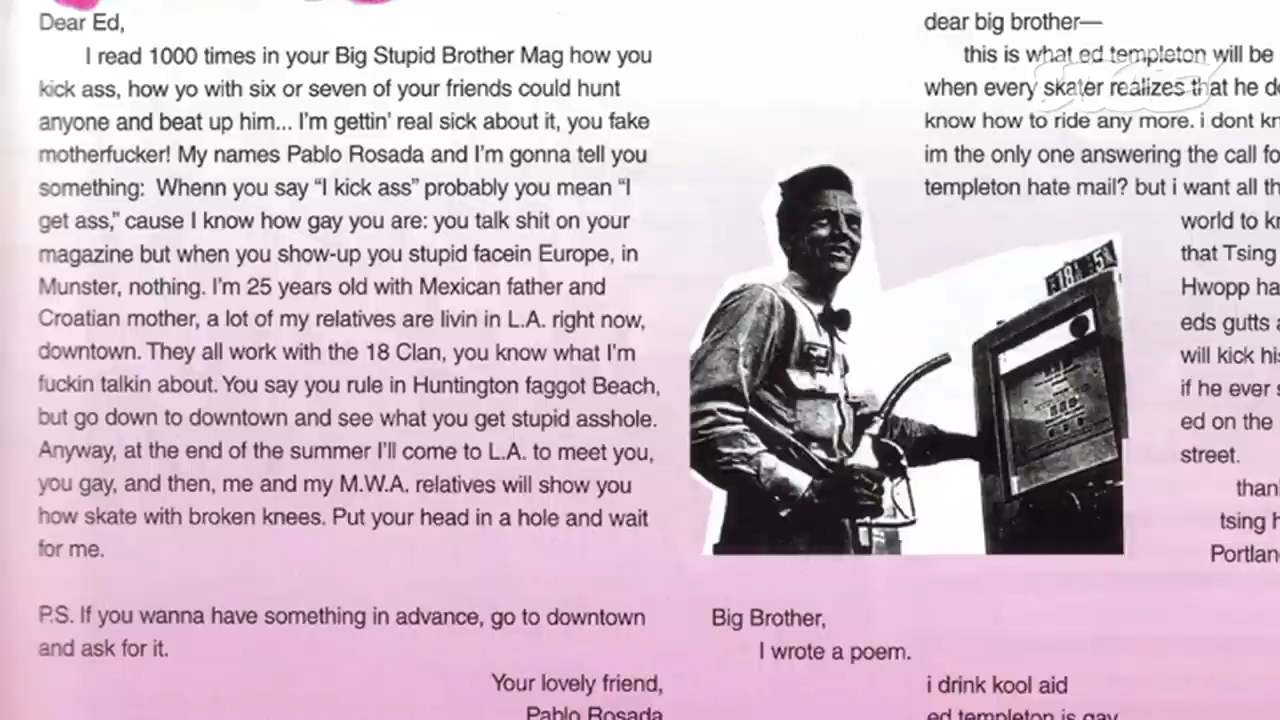 Dear Ed,
I read 1000 times in your Big Stupid Brother Mag how you
kick ass, how yo with six or seven of your friends could hunt
anyone and beat up him... I'm gettin' real sick about it, you fake
motherfucker! My names Pablo Rosada and I'm gonna tell you
something: Whenn you say “I kick ass” probably you mean “I
get ass,” cause I know how gay you are: you talk shit on your
magazine but when you show-up you stupid facein Europe, in
Munster, nothing. I'm 25 years old with Mexican father and
Croatian mother, a lot of my relatives are livin in L.A. right now,
downtown. They all work with the 18 Clan, you know what I'm
fuckin talkin about. You say you rule in Huntington faggot Beach,
but go down to downtown and see what you get stupid asshole.
Anyway, at the end of the summer I'll come to L.A. to meet you,
you gay, and then, me and my M.W.A. relatives will show you
how skate with broken knees. Put your head in a hole and wait
for me.
P.S. If you wanna have something in advance, go to downtown
and ask for it.
Your lovely friend,
Pablo Rosada
dear big brother—
this is what ed templeton will be
when every skater realizes that he
know how to ride any more. i dont
im the only one answering the call
templeton hate mail? but i want all
world to
that Tsing
Hwopp
eds gutts
will kick
if he ever
ed on the
street.
tsing
VICE
18 5
Big Brother,
I wrote a poem.
i drink kool aid
ed templeton is gay